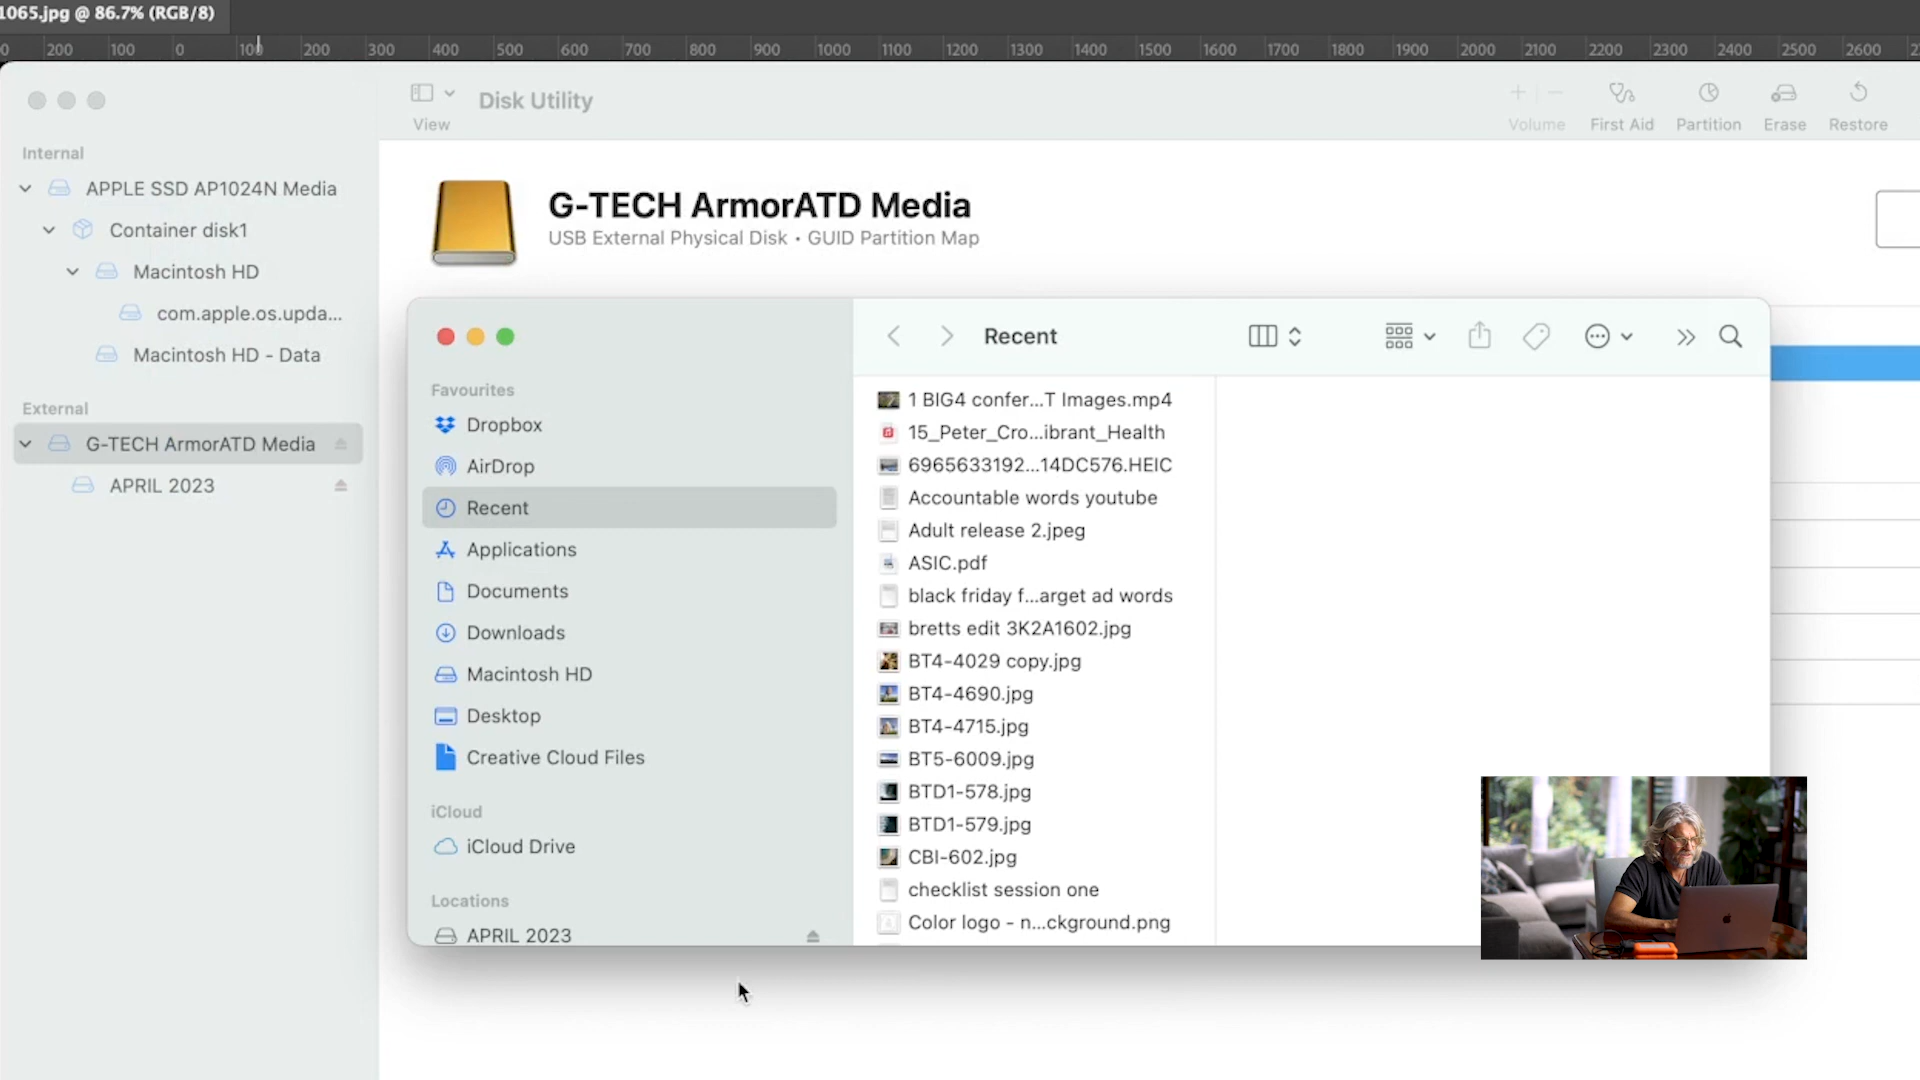 1065.jpg @ 86.7% (RGB/8)
0 200 100 0 100 200 300 400 500 600 700 800 900 1000 1100 1200 1300 1400 1500 1600 1700 1800 1900 2000 2100 2200 2300 2400 2500 2600
View
Disk Utility
Volume
First Aid
Partition
Erase
Restore
Internal
APPLE SSD AP1024N Media
Container disk1
Macintosh HD
com.apple.os.upda...
Macintosh HD - Data
External
G-TECH ArmorATD Media
APRIL 2023
G-TECH ArmorATD Media
USB External Physical Disk • GUID Partition Map
Favourites
Dropbox
AirDrop
Recent
Applications
Documents
Downloads
Macintosh HD
Desktop
Creative Cloud Files
iCloud
iCloud Drive
Locations
APRIL 2023
Recent
1 BIG4 confer...T Images.mp4
15_Peter_Cro...ibrant_Health
6965633192...14DC576.HEIC
Accountable words youtube
Adult release 2.jpeg
ASIC.pdf
black friday f...arget ad words
bretts edit 3K2A1602.jpg
BT4-4029 copy.jpg
BT4-4690.jpg
BT4-4715.jpg
BT5-6009.jpg
BTD1-578.jpg
BTD1-579.jpg
CBI-602.jpg
checklist session one
Color logo - n...ckground.png